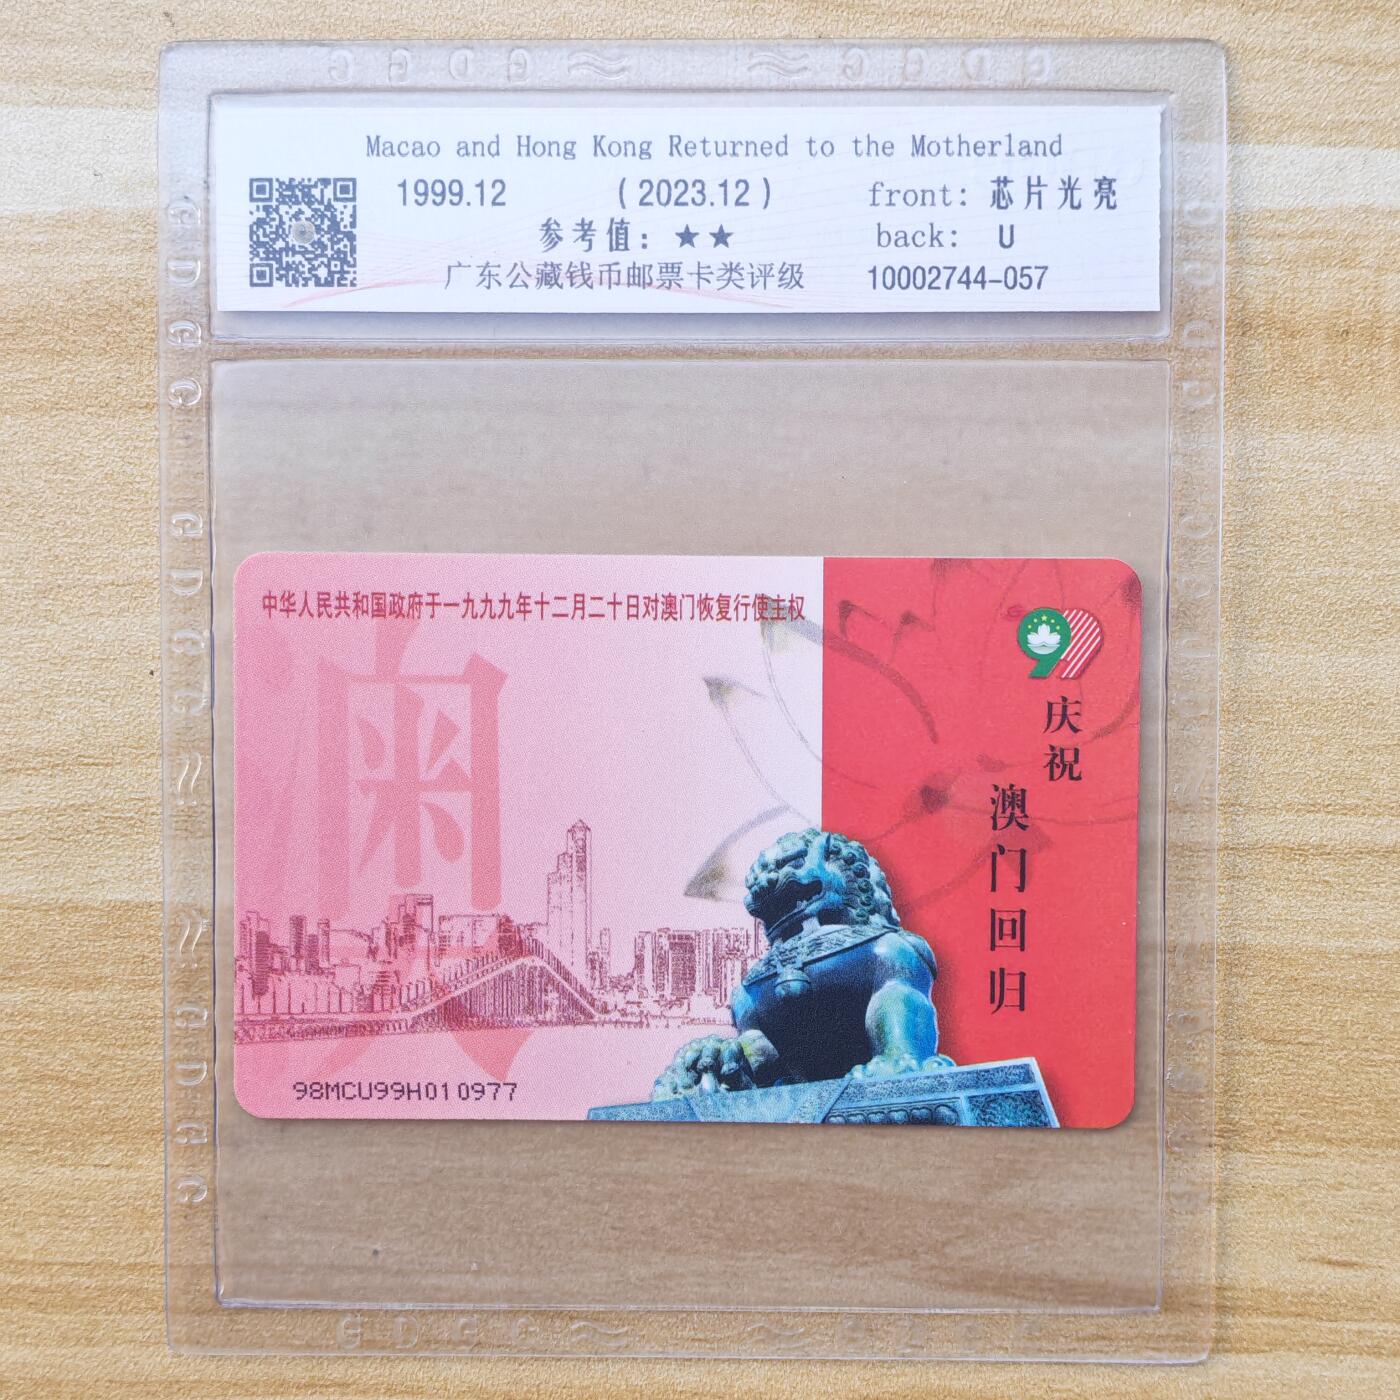 Macao and Hong Kong Returned to the Motherland
1999.12 (2023.12) front: 芯片光亮
参考值: ★★ back: U
广东公藏钱币邮票卡类评级 10002744-057
中华人民共和国政府于一九九九年十二月二十日对澳门恢复行使主权
99
庆祝
澳门回归
澳
98MCU99H010977